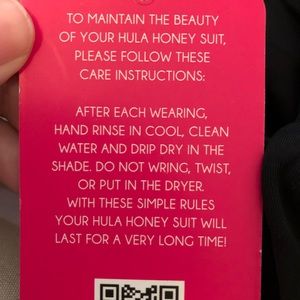 TO MAINTAIN THE BEAUTY
OF YOUR HULA HONEY SUIT,
PLEASE FOLLOW THESE
CARE INSTRUCTIONS:
AFTER EACH WEARING,
HAND RINSE IN COOL, CLEAN
WATER AND DRIP DRY IN THE
SHADE. DO NOT WRING, TWIST,
OR PUT IN THE DRYER.
WITH THESE SIMPLE RULES
YOUR HULA HONEY SUIT WILL
LAST FOR A VERY LONG TIME!